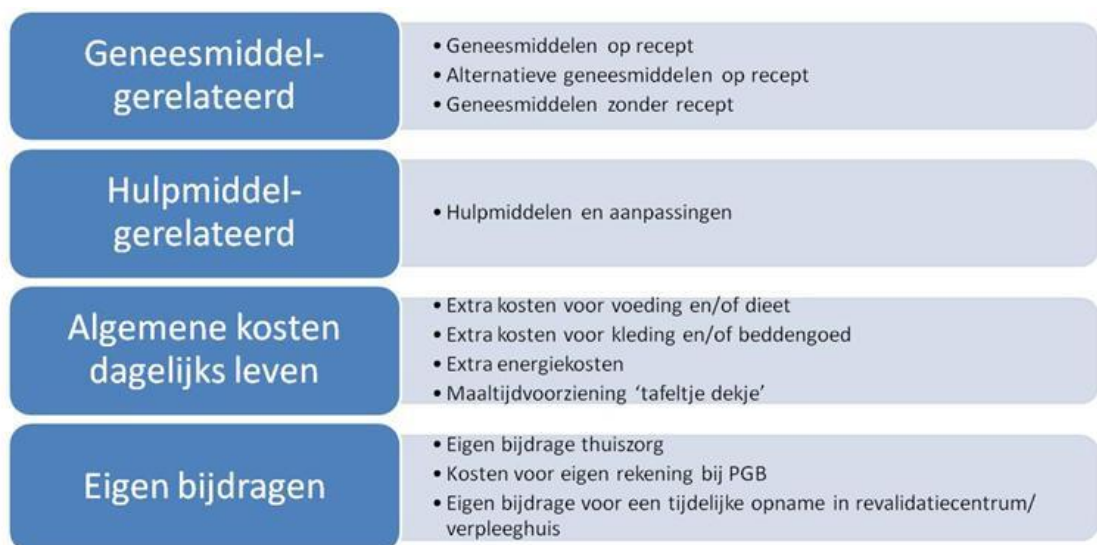 Geneesmiddel-
gerelateerd
• Geneesmiddelen op recept
• Alternatieve geneesmiddelen op recept
• Geneesmiddelen zonder recept
Hulpmiddel-
gerelateerd
• Hulpmiddelen en aanpassingen
Algemene kosten
dagelijks leven
• Extra kosten voor voeding en/of dieet
• Extra kosten voor kleding en/of beddengoed
• Extra energiekosten
• Maaltijdvoorziening ‘tafeltje dekje’
Eigen bijdragen
• Eigen bijdrage thuiszorg
• Kosten voor eigen rekening bij PGB
• Eigen bijdrage voor een tijdelijke opname in revalidatiecentrum/
verpleeghuis